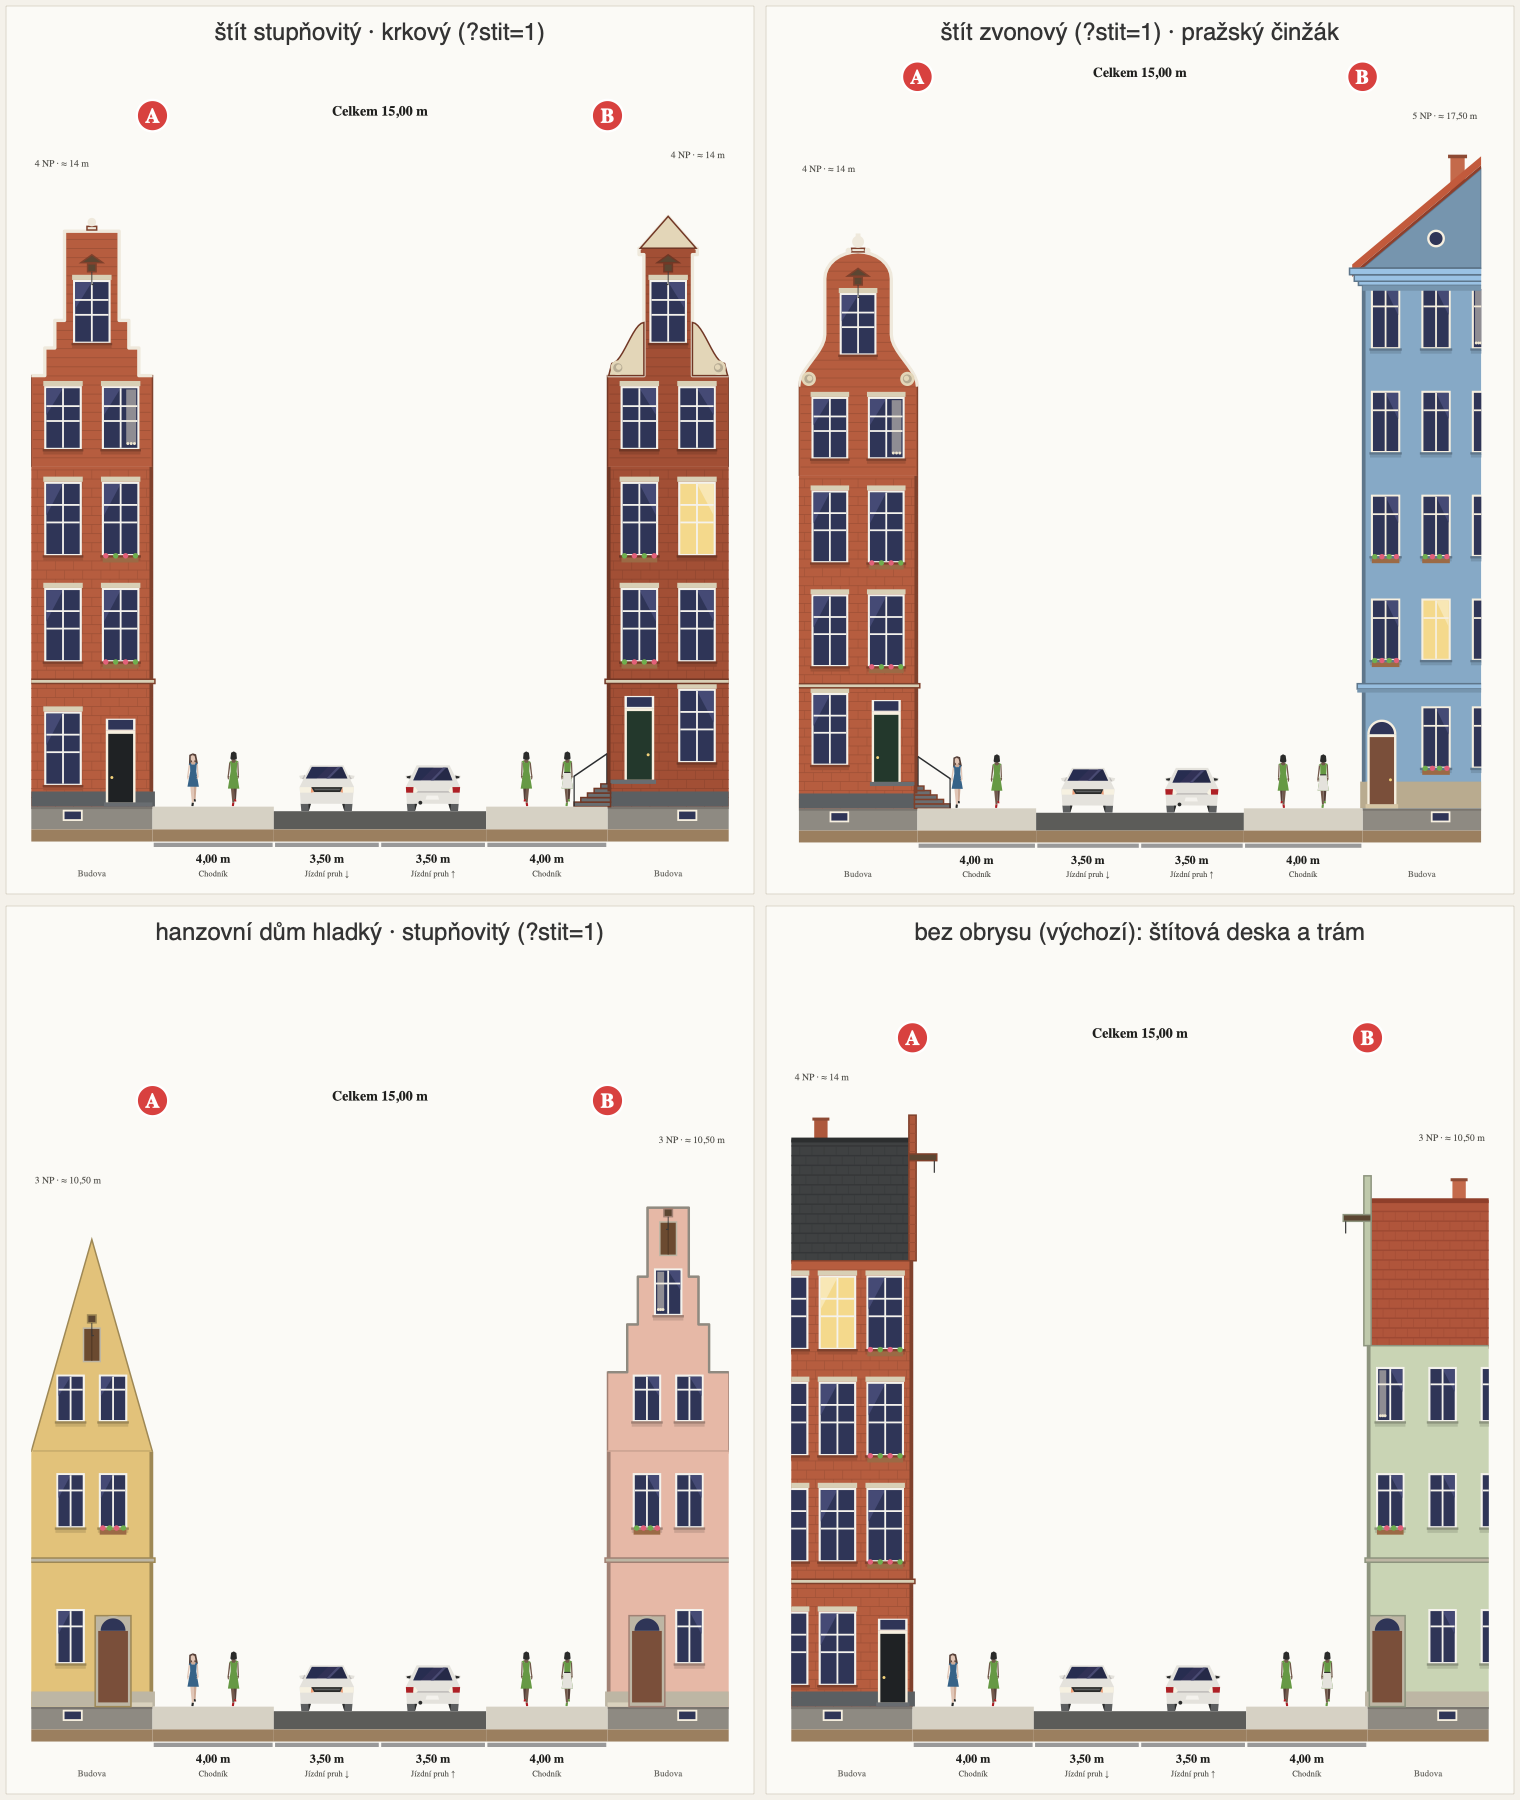 štít stupňovitý · krkový (?stit=1)
A
Celkem 15,00 m
B
4 NP · ≈ 14 m
4 NP · ≈ 14 m
4,00 m
3,50 m
3,50 m
4,00 m
Budova
Chodník
Jízdní pruh ↓
Jízdní pruh ↑
Chodník
Budova
štít zvonový (?stit=1) · pražský činžák
A
Celkem 15,00 m
B
5 NP · ≈ 17,50 m
4 NP · ≈ 14 m
4,00 m
3,50 m
3,50 m
4,00 m
Budova
Chodník
Jízdní pruh ↓
Jízdní pruh ↑
Chodník
Budova
hanzovní dům hladký · stupňovitý (?stit=1)
A
Celkem 15,00 m
B
3 NP · ≈ 10,50 m
3 NP · ≈ 10,50 m
4,00 m
3,50 m
3,50 m
4,00 m
Budova
Chodník
Jízdní pruh ↓
Jízdní pruh ↑
Chodník
Budova
bez obrysu (výchozí): štítová deska a trám
A
Celkem 15,00 m
B
4 NP · ≈ 14 m
3 NP · ≈ 10,50 m
4,00 m
3,50 m
3,50 m
4,00 m
Budova
Chodník
Jízdní pruh ↓
Jízdní pruh ↑
Chodník
Budova